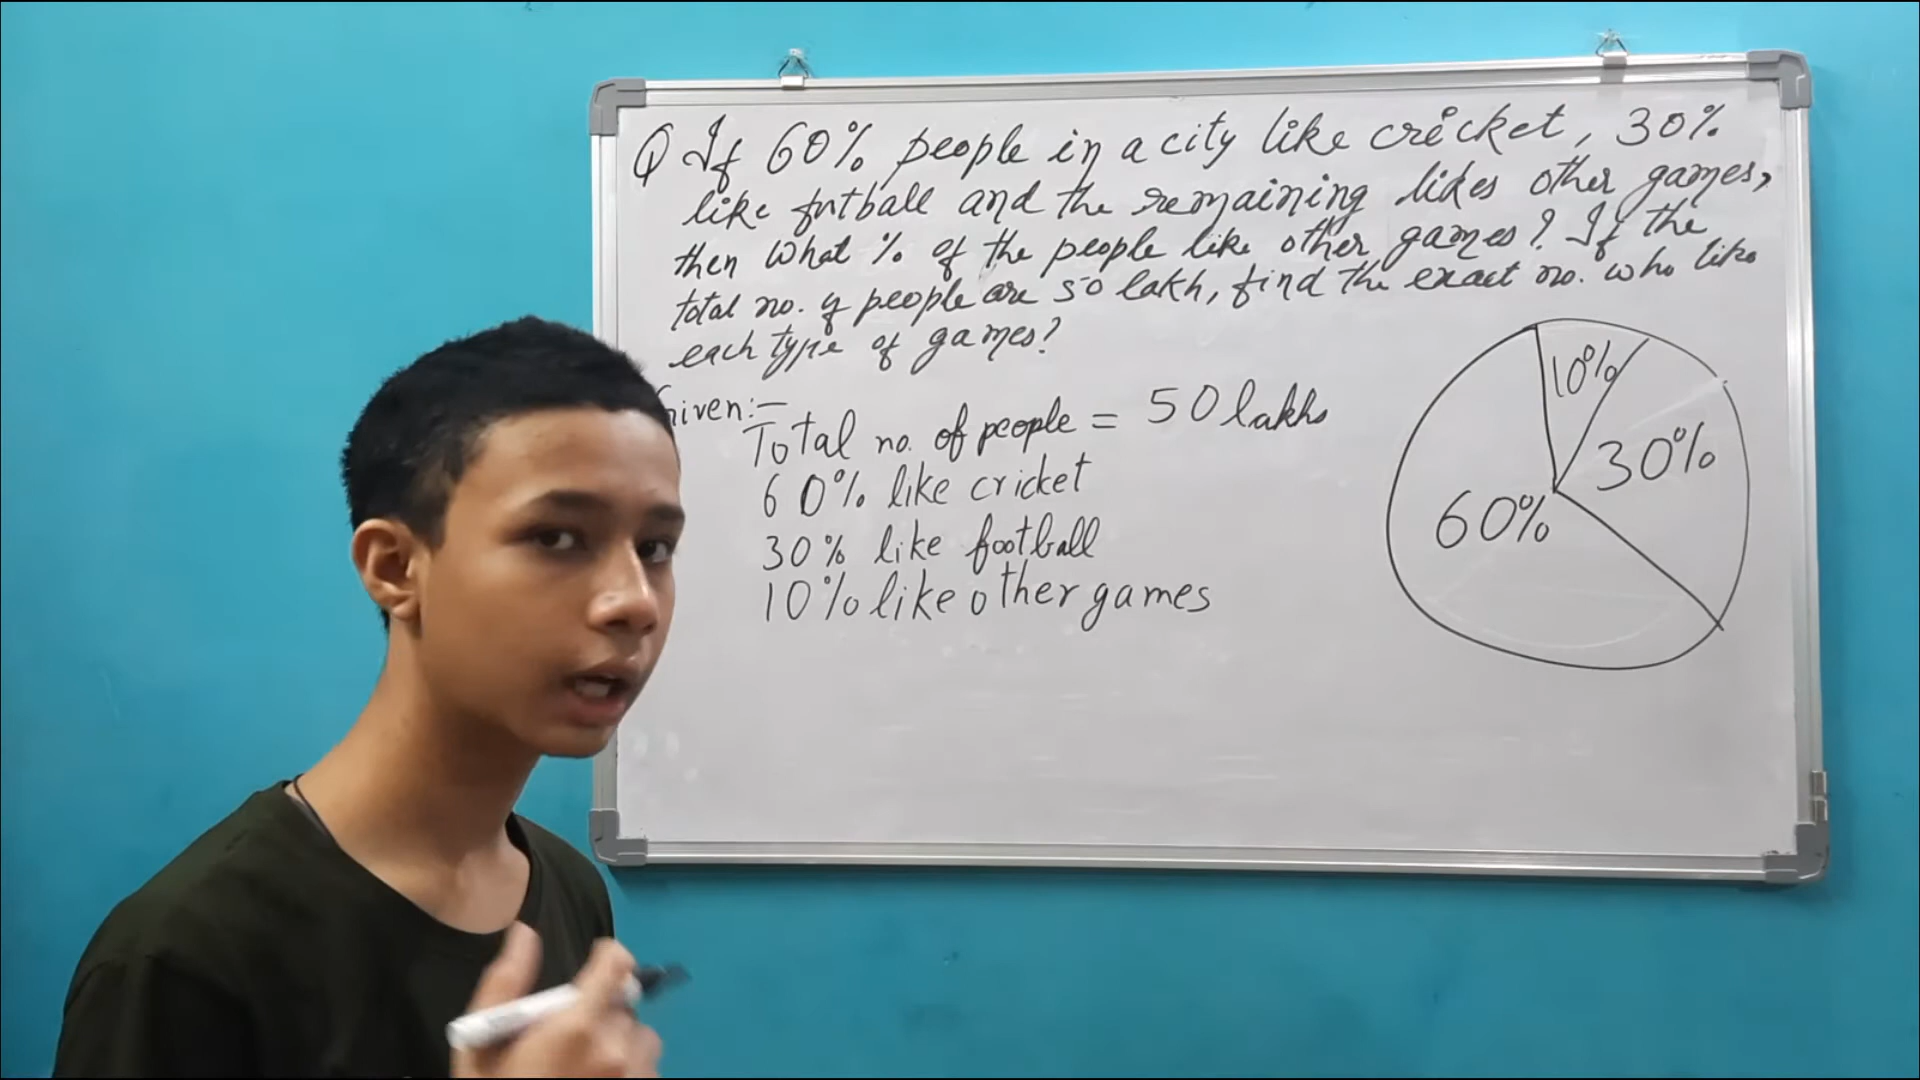 Q If 60% people in a city like cricket, 30%
like futball and the remaining likes other games,
then What % of the people like other games? If the
total no. of people are 50 lakh, find the exact no. who like
each type of games?
Given:-
Total no. of people = 50 lakhs
60% like cricket
30% like football
10% like other games
10%
30%
60%